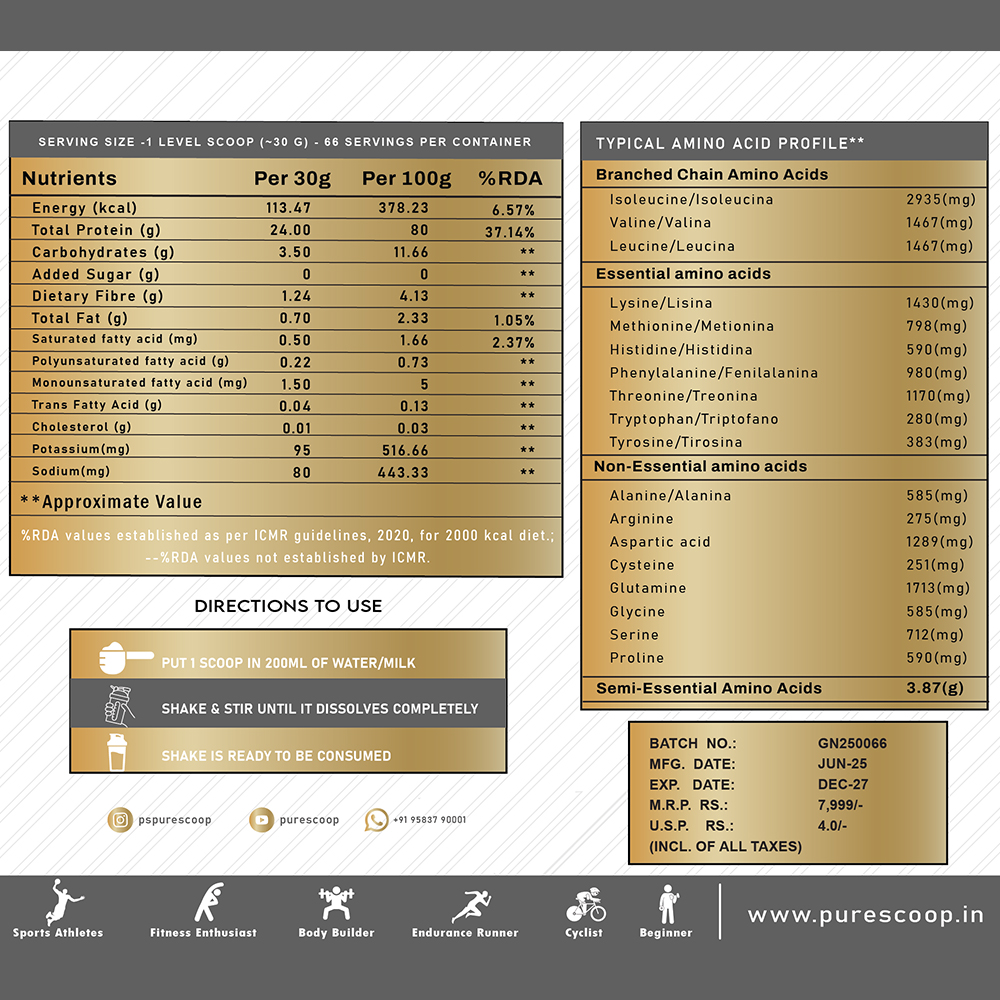 SERVING SIZE -1 LEVEL SCOOP (~30 G) - 66 SERVINGS PER CONTAINER
Nutrients Per 30g Per 100g %RDA
Energy (kcal) 113.47 378.23 6.57%
Total Protein (g) 24.00 80 37.14%
Carbohydrates (g) 3.50 11.66 **
Added Sugar (g) 0 0 **
Dietary Fibre (g) 1.24 4.13 **
Total Fat (g) 0.70 2.33 1.05%
Saturated fatty acid (mg) 0.50 1.66 2.37%
Polyunsaturated fatty acid (g) 0.22 0.73 **
Monounsaturated fatty acid (mg) 1.50 5 **
Trans Fatty Acid (g) 0.04 0.13 **
Cholesterol (g) 0.01 0.03 **
Potassium(mg) 95 516.66 **
Sodium(mg) 80 443.33 **
**Approximate Value
%RDA values established as per ICMR guidelines, 2020, for 2000 kcal diet.;
--%RDA values not established by ICMR.
TYPICAL AMINO ACID PROFILE**
Branched Chain Amino Acids
Isoleucine/Isoleucina 2935(mg)
Valine/Valina 1467(mg)
Leucine/Leucina 1467(mg)
Essential amino acids
Lysine/Lisina 1430(mg)
Methionine/Metionina 798(mg)
Histidine/Histidina 590(mg)
Phenylalanine/Fenilalanina 980(mg)
Threonine/Treonina 1170(mg)
Tryptophan/Triptofano 280(mg)
Tyrosine/Tirosina 383(mg)
Non-Essential amino acids
Alanine/Alanina 585(mg)
Arginine 275(mg)
Aspartic acid 1289(mg)
Cysteine 251(mg)
Glutamine 1713(mg)
Glycine 585(mg)
Serine 712(mg)
Proline 590(mg)
Semi-Essential Amino Acids 3.87(g)
DIRECTIONS TO USE
PUT 1 SCOOP IN 200ML OF WATER/MILK
SHAKE & STIR UNTIL IT DISSOLVES COMPLETELY
SHAKE IS READY TO BE CONSUMED
pspurescoop purescoop +91 95837 90001
BATCH NO.: GN250066
MFG. DATE: JUN-25
EXP. DATE: DEC-27
M.R.P. RS.: 7,999/-
U.S.P. RS.: 4.0/-
(INCL. OF ALL TAXES)
Sports Athletes Fitness Enthusiast Body Builder Endurance Runner Cyclist Beginner
www.purescoop.in